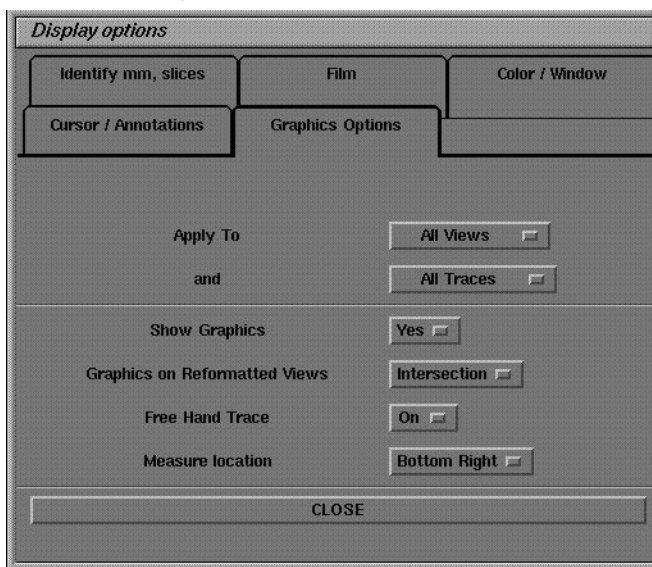 Display options
Identify mm, slices
Film
Color / Window
Cursor / Annotations
Graphics Options
Apply To
All Views
and
All Traces
Show Graphics
Yes
Graphics on Reformatted Views
Intersection
Free Hand Trace
On
Measure location
Bottom Right
CLOSE